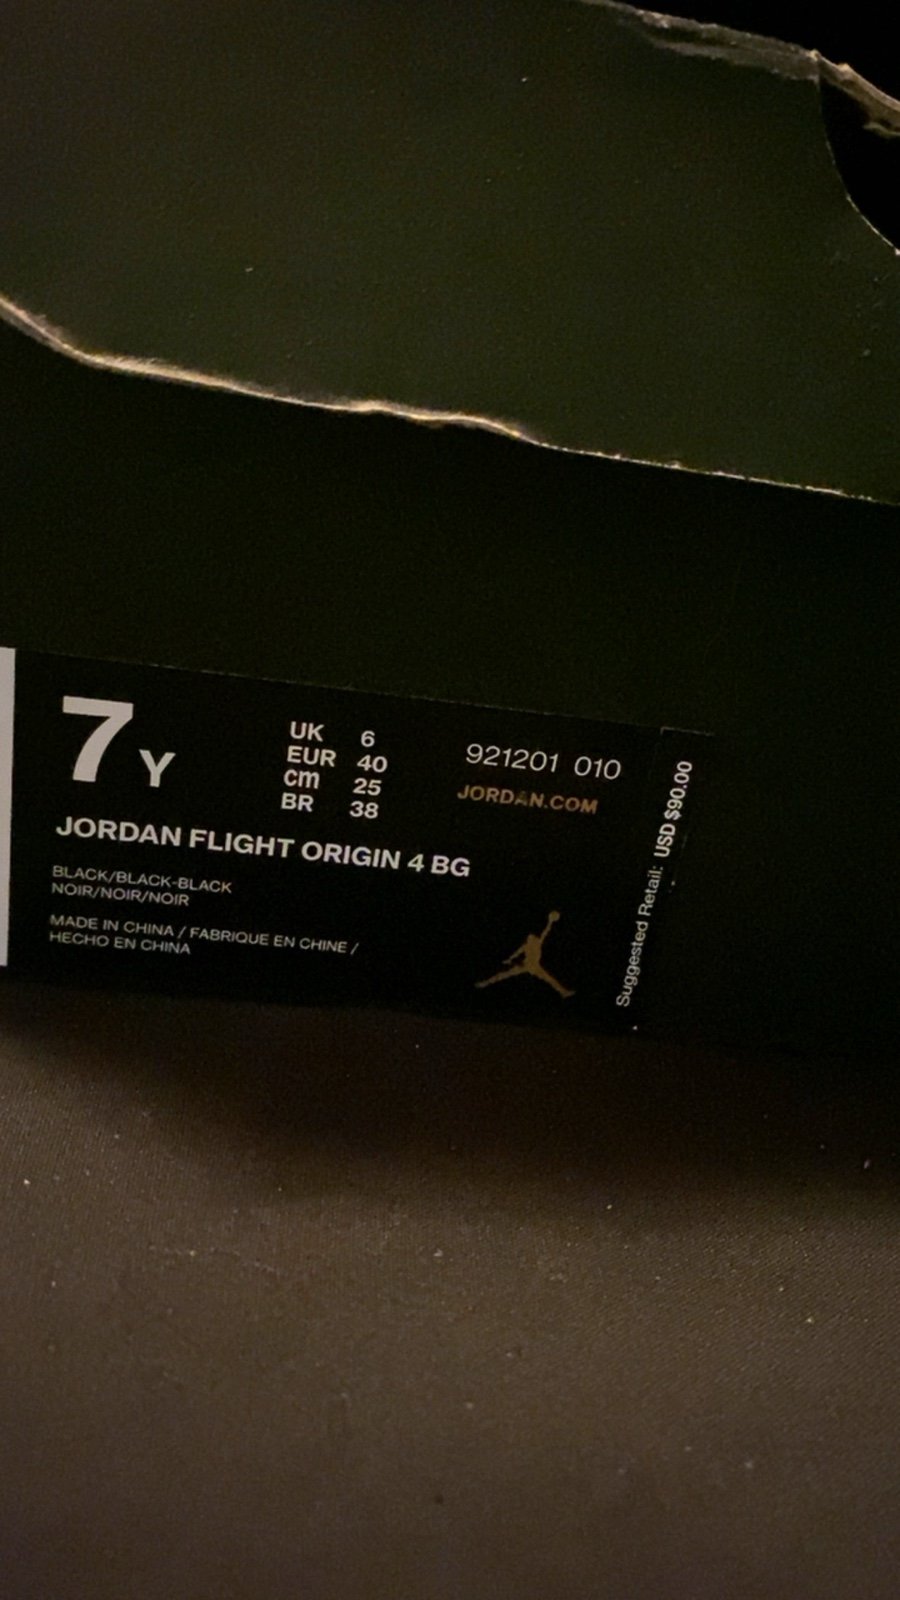 7 Y
UK 6
EUR 40
cm 25
BR 38
921201 010
JORDAN.COM
JORDAN FLIGHT ORIGIN 4 BG
BLACK/BLACK-BLACK
NOIR/NOIR/NOIR
MADE IN CHINA / FABRIQUE EN CHINE /
HECHO EN CHINA
Suggested Retail: USD $90.00